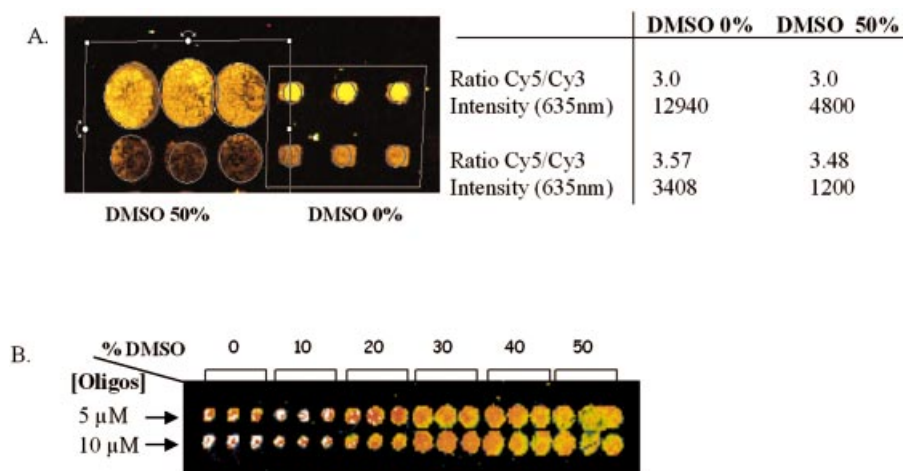 A.
DMSO 0% DMSO 50%
Ratio Cy5/Cy3 3.0 3.0
Intensity (635nm) 12940 4800
Ratio Cy5/Cy3 3.57 3.48
Intensity (635nm) 3408 1200
DMSO 50% DMSO 0%
B.
% DMSO 0 10 20 30 40 50
[Oligos]
5 µM
10 µM